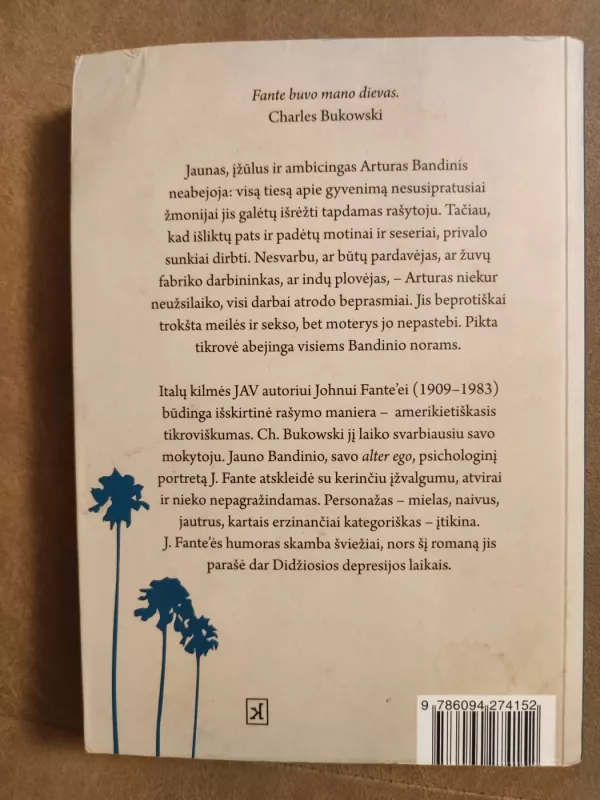 Fante buvo mano dievas.
Charles Bukowski
Jaunas, įžūlus ir ambicingas Arturas Bandinis
neabejoja: visą tiesą apie gyvenimą nesusipratusiai
žmonijai jis galėtų išrėžti tapdamas rašytoju. Tačiau,
kad išliktų pats ir padėtų motinai ir seseriai, privalo
sunkiai dirbti. Nesvarbu, ar būtų pardavėjas, ar žuvų
fabriko darbininkas, ar indų plovėjas, – Arturas niekur
neužsilaiko, visi darbai atrodo beprasmiai. Jis beprotiškai
trokšta meilės ir sekso, bet moterys jo nepastebi. Pikta
tikrovė abejinga visiems Bandinio norams.
Italų kilmės JAV autoriui Johnui Fante'ei (1909–1983)
būdinga išskirtinė rašymo maniera – amerikietiškasis
tikroviškumas. Ch. Bukowski jį laiko svarbiausiu savo
mokytoju. Jauno Bandinio, savo alter ego, psichologinį
portretą J. Fante atskleidė su kerinčiu įžvalgumu, atvirai
ir nieko nepagražindamas. Personažas – mielas, naivus,
jautrus, kartais erzinančiai kategoriškas – įtikina.
J. Fante'ės humoras skamba šviežiai, nors šį romaną jis
parašė dar Didžiosios depresijos laikais.
K
9 786094 274152